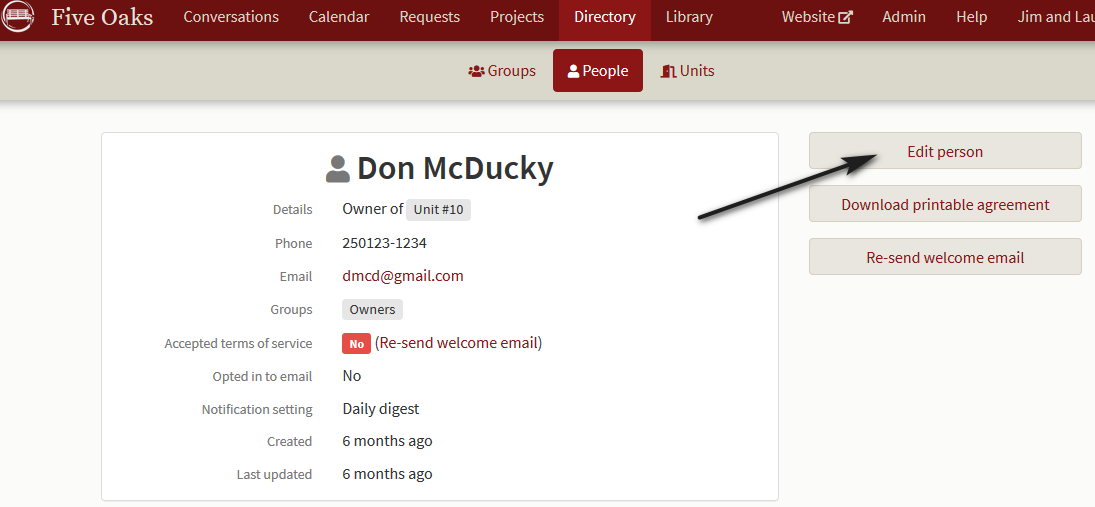 Five Oaks Conversations Calendar Requests Projects Directory Library Website Admin Help Jim and Lau
Groups People Units
Don McDucky
Details Owner of Unit #10
Phone 250123-1234
Email dmcd@gmail.com
Groups Owners
Accepted terms of service No (Re-send welcome email)
Opted in to email No
Notification setting Daily digest
Created 6 months ago
Last updated 6 months ago
Edit person
Download printable agreement
Re-send welcome email